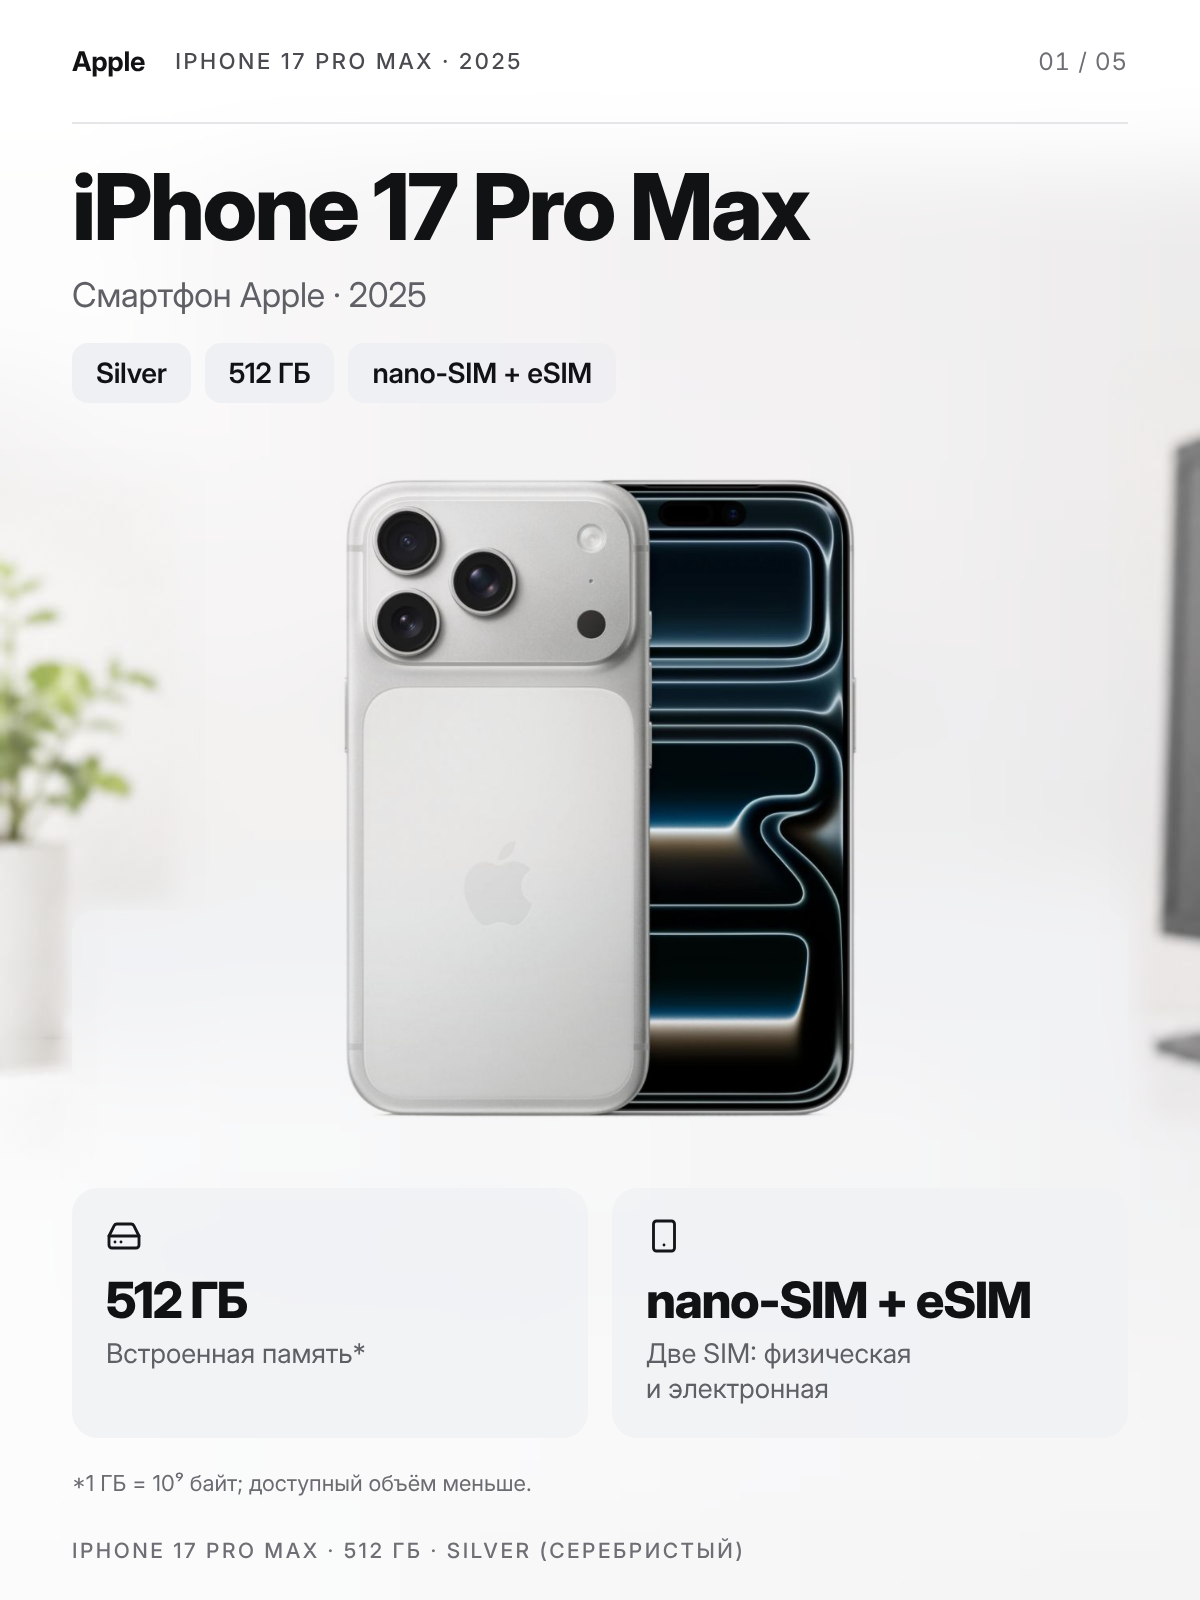 Apple IPHONE 17 PRO MAX · 2025 01 / 05
iPhone 17 Pro Max
Смартфон Apple · 2025
Silver 512 ГБ nano-SIM + eSIM
512 ГБ
Встроенная память*
nano-SIM + eSIM
Две SIM: физическая
и электронная
*1 ГБ = 10⁹ байт; доступный объём меньше.
IPHONE 17 PRO MAX · 512 ГБ · SILVER (СЕРЕБРИСТЫЙ)